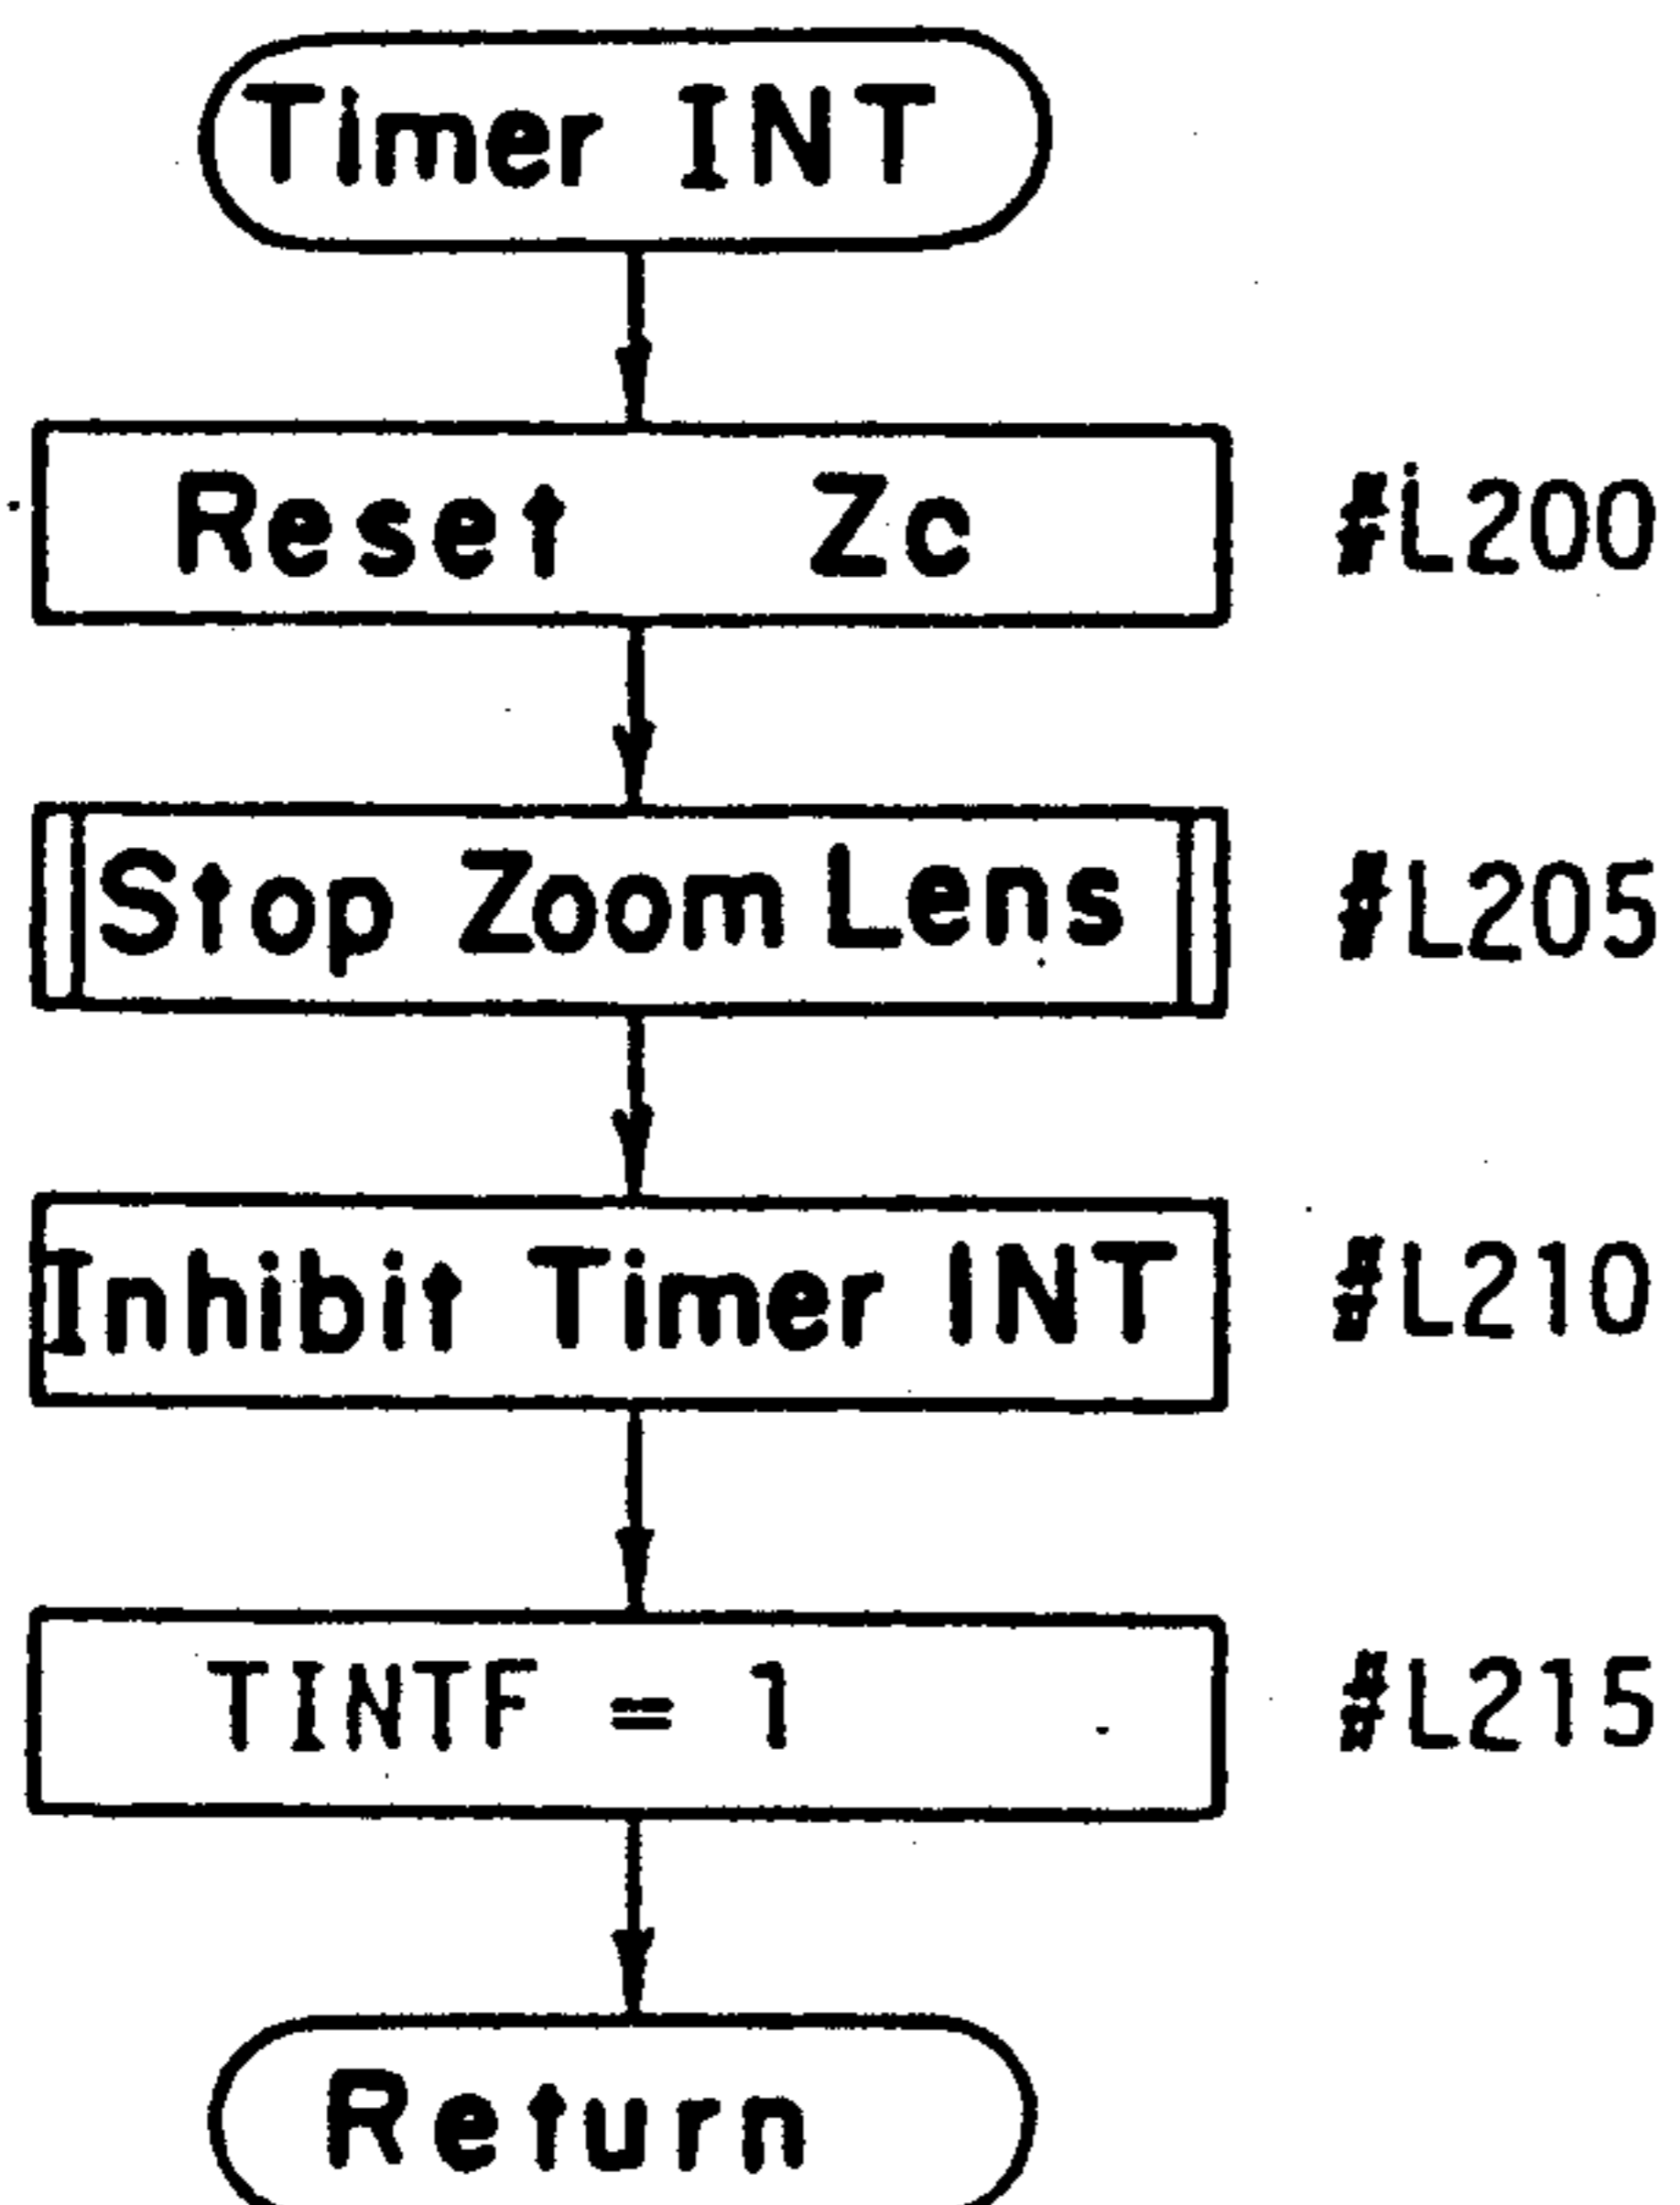 Timer INT
Reset Zc #L200
Stop Zoom Lens #L205
Inhibit Timer INT #L210
TINTF = 1 #L215
Return